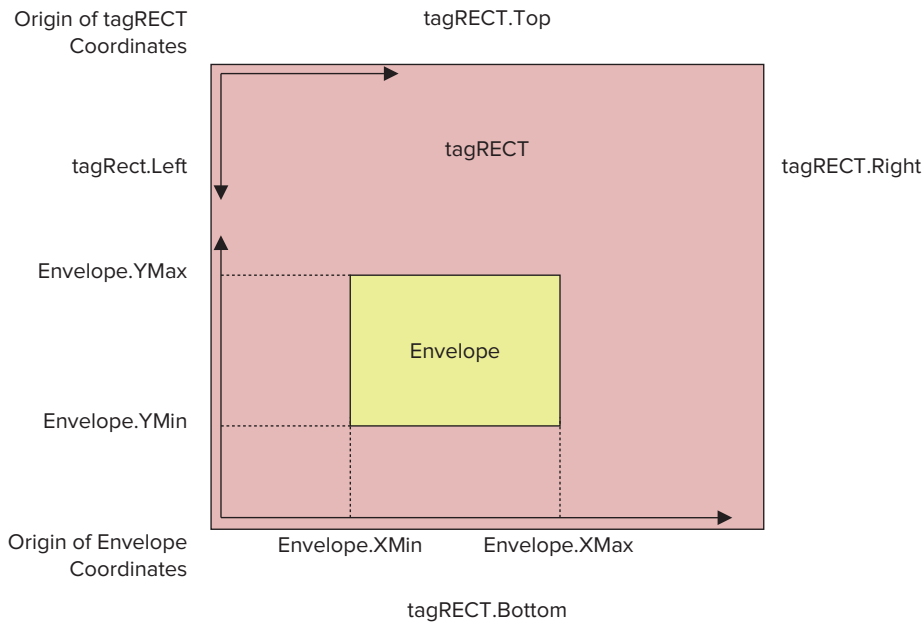 Origin of tagRECT
Coordinates
tagRECT.Top
tagRect.Left
tagRECT
tagRECT.Right
Envelope.YMax
Envelope
Envelope.YMin
Origin of Envelope
Coordinates
Envelope.XMin
Envelope.XMax
tagRECT.Bottom